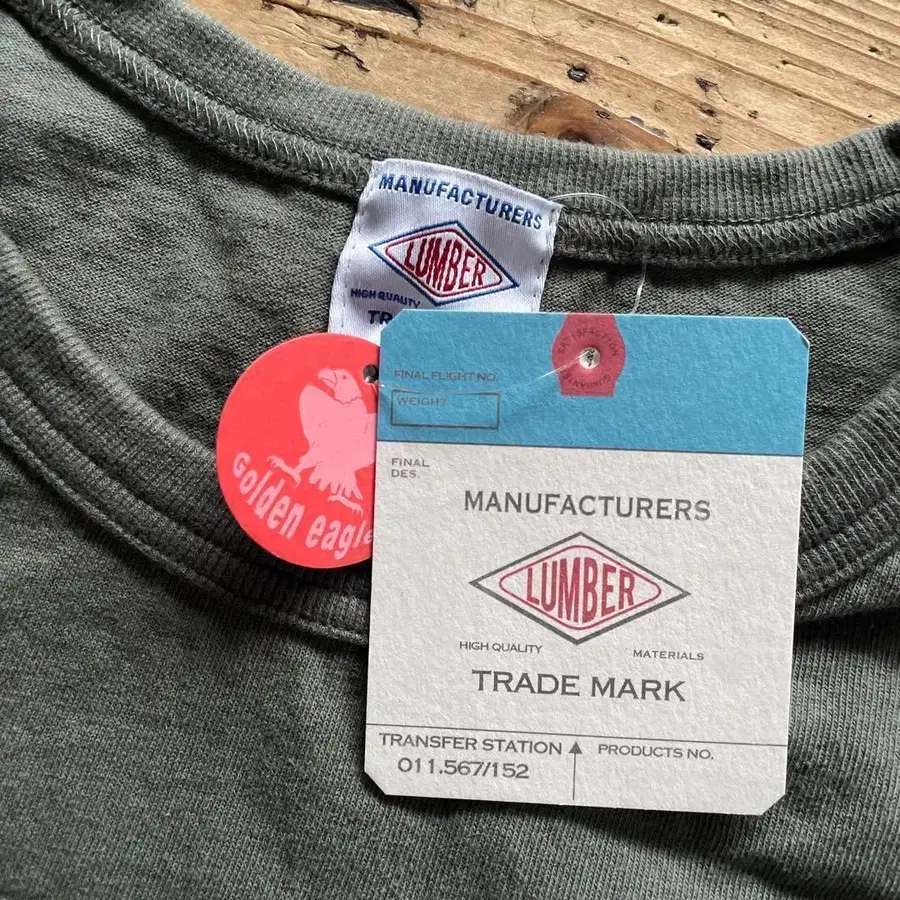 MANUFACTURERS
LUMBER
HIGH QUALITY
TR
Golden eagle
SATISFACTION
FINAL FLIGHT NO.
WEIGHT
FINAL
DES.
MANUFACTURERS
LUMBER
HIGH QUALITY MATERIALS
TRADE MARK
TRANSFER STATION PRODUCTS NO.
011.567/152